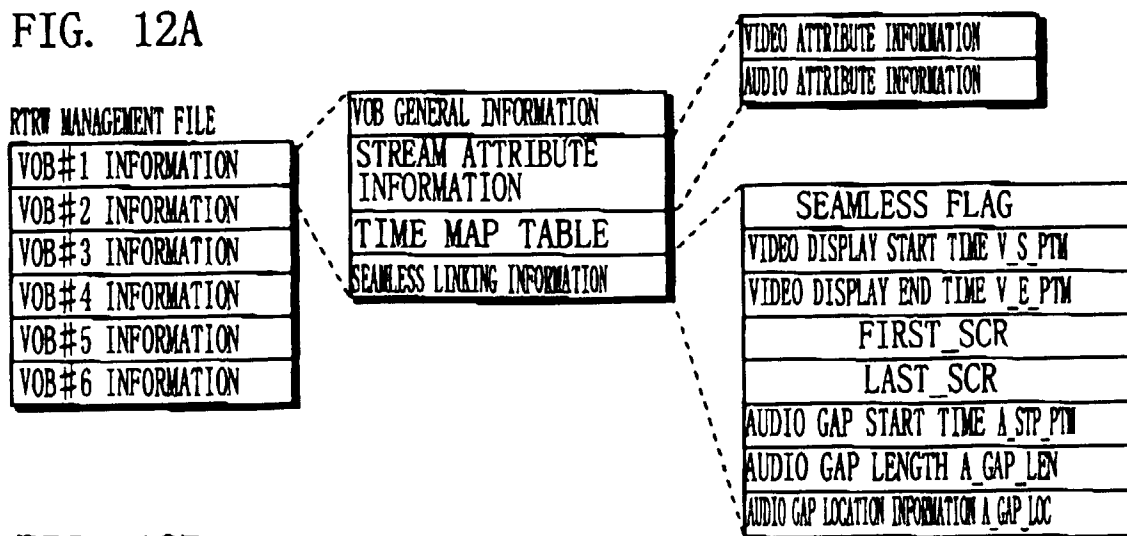 FIG. 12A
RTRW MANAGEMENT FILE
VOB#1 INFORMATION
VOB#2 INFORMATION
VOB#3 INFORMATION
VOB#4 INFORMATION
VOB#5 INFORMATION
VOB#6 INFORMATION
VOB GENERAL INFORMATION
STREAM ATTRIBUTE
INFORMATION
TIME MAP TABLE
SEAMLESS LINKING INFORMATION
VIDEO ATTRIBUTE INFORMATION
AUDIO ATTRIBUTE INFORMATION
SEAMLESS FLAG
VIDEO DISPLAY START TIME V_S_PTM
VIDEO DISPLAY END TIME V_E_PTM
FIRST_SCR
LAST_SCR
AUDIO GAP START TIME A_STP_PTM
AUDIO GAP LENGTH A_GAP_LEN
AUDIO GAP LOCATION INFORMATION A_GAP_LOC